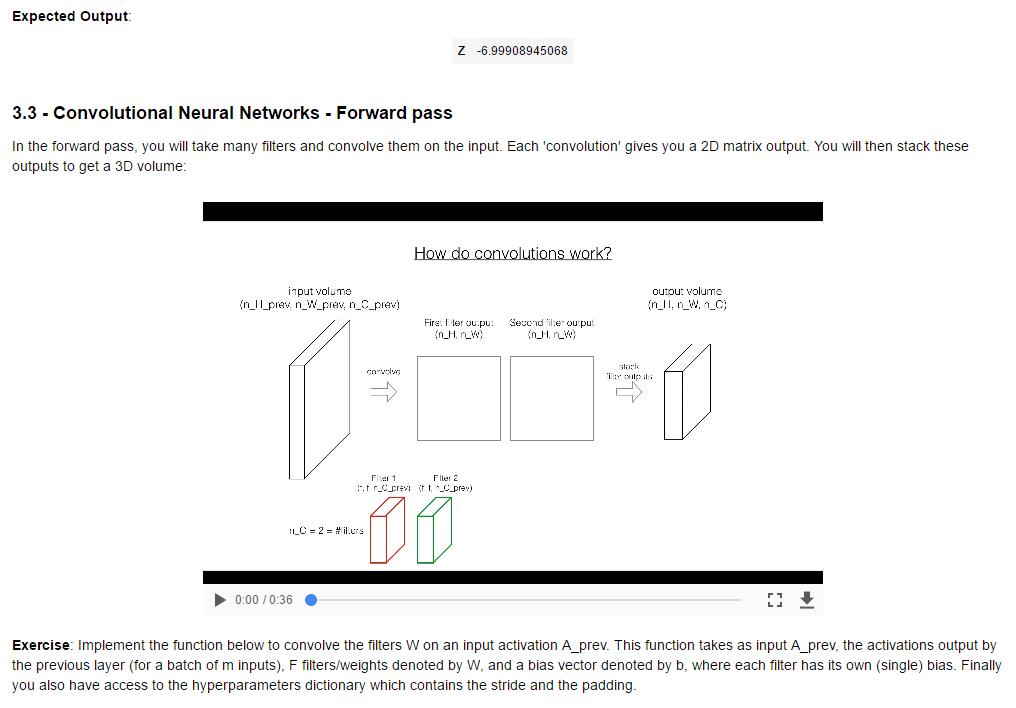 Expected Output:
Z -6.99908945068
3.3 - Convolutional Neural Networks - Forward pass
In the forward pass, you will take many filters and convolve them on the input. Each 'convolution' gives you a 2D matrix output. You will then stack these
outputs to get a 3D volume:
How do convolutions work?
input volume
(n_H_prev, n_W_prev, n_C_prev)
output volume
(n_H, n_W, n_C)
First filter output
(n_H, n_W)
Second filter output
(n_H, n_W)
convolve
stack
filter outputs
Filter 1
(f, f, n_C_prev)
Filter 2
(f, f, n_C_prev)
n_C = 2 = #filters
0:00 / 0:36
Exercise: Implement the function below to convolve the filters W on an input activation A_prev. This function takes as input A_prev, the activations output by
the previous layer (for a batch of m inputs), F filters/weights denoted by W, and a bias vector denoted by b, where each filter has its own (single) bias. Finally
you also have access to the hyperparameters dictionary which contains the stride and the padding.